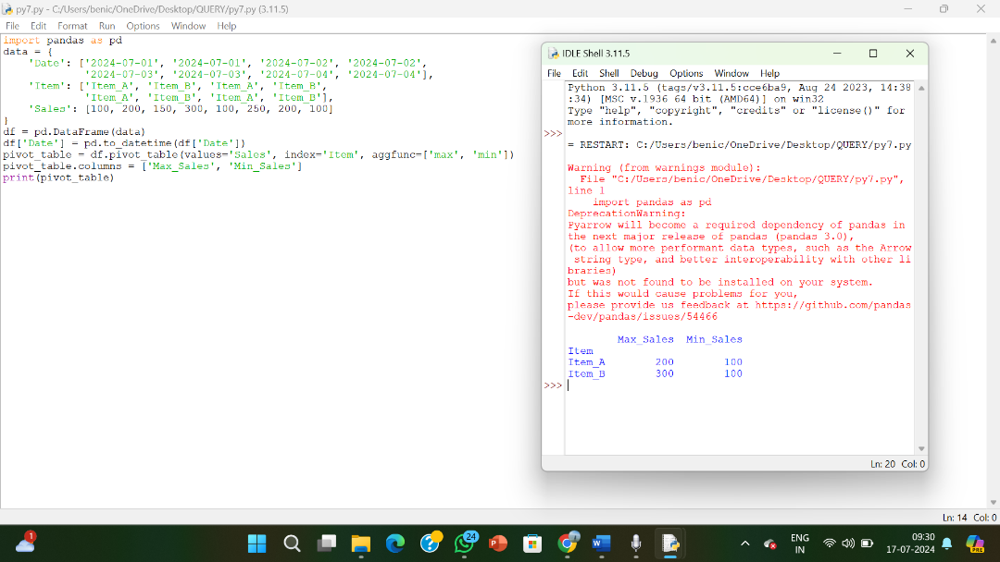 py7.py - C:/Users/benic/OneDrive/Desktop/QUERY/py7.py (3.11.5)
File Edit Format Run Options Window Help
import pandas as pd
data = {
    'Date': ['2024-07-01', '2024-07-01', '2024-07-02', '2024-07-02',
             '2024-07-03', '2024-07-03', '2024-07-04', '2024-07-04'],
    'Item': ['Item_A', 'Item_B', 'Item_A', 'Item_B',
             'Item_A', 'Item_B', 'Item_A', 'Item_B'],
    'Sales': [100, 200, 150, 300, 100, 250, 200, 100]
}
df = pd.DataFrame(data)
df['Date'] = pd.to_datetime(df['Date'])
pivot_table = df.pivot_table(values='Sales', index='Item', aggfunc=['max', 'min'])
pivot_table.columns = ['Max_Sales', 'Min_Sales']
print(pivot_table)
IDLE Shell 3.11.5
File Edit Shell Debug Options Window Help
Python 3.11.5 (tags/v3.11.5:cce6ba9, Aug 24 2023, 14:38
:34) [MSC v.1936 64 bit (AMD64)] on win32
Type "help", "copyright", "credits" or "license()" for
more information.
>>>
= RESTART: C:/Users/benic/OneDrive/Desktop/QUERY/py7.py
Warning (from warnings module):
  File "C:/Users/benic/OneDrive/Desktop/QUERY/py7.py",
line 1
    import pandas as pd
DeprecationWarning:
Pyarrow will become a required dependency of pandas in
the next major release of pandas (pandas 3.0),
(to allow more performant data types, such as the Arrow
 string type, and better interoperability with other li
braries)
but was not found to be installed on your system.
If this would cause problems for you,
please provide us feedback at https://github.com/pandas
-dev/pandas/issues/54466
        Max_Sales  Min_Sales
Item
Item_A        200        100
Item_B        300        100
>>>
Ln: 20 Col: 0
Ln: 14 Col: 0
1
24
ENG
IN
09:30
17-07-2024
PRE